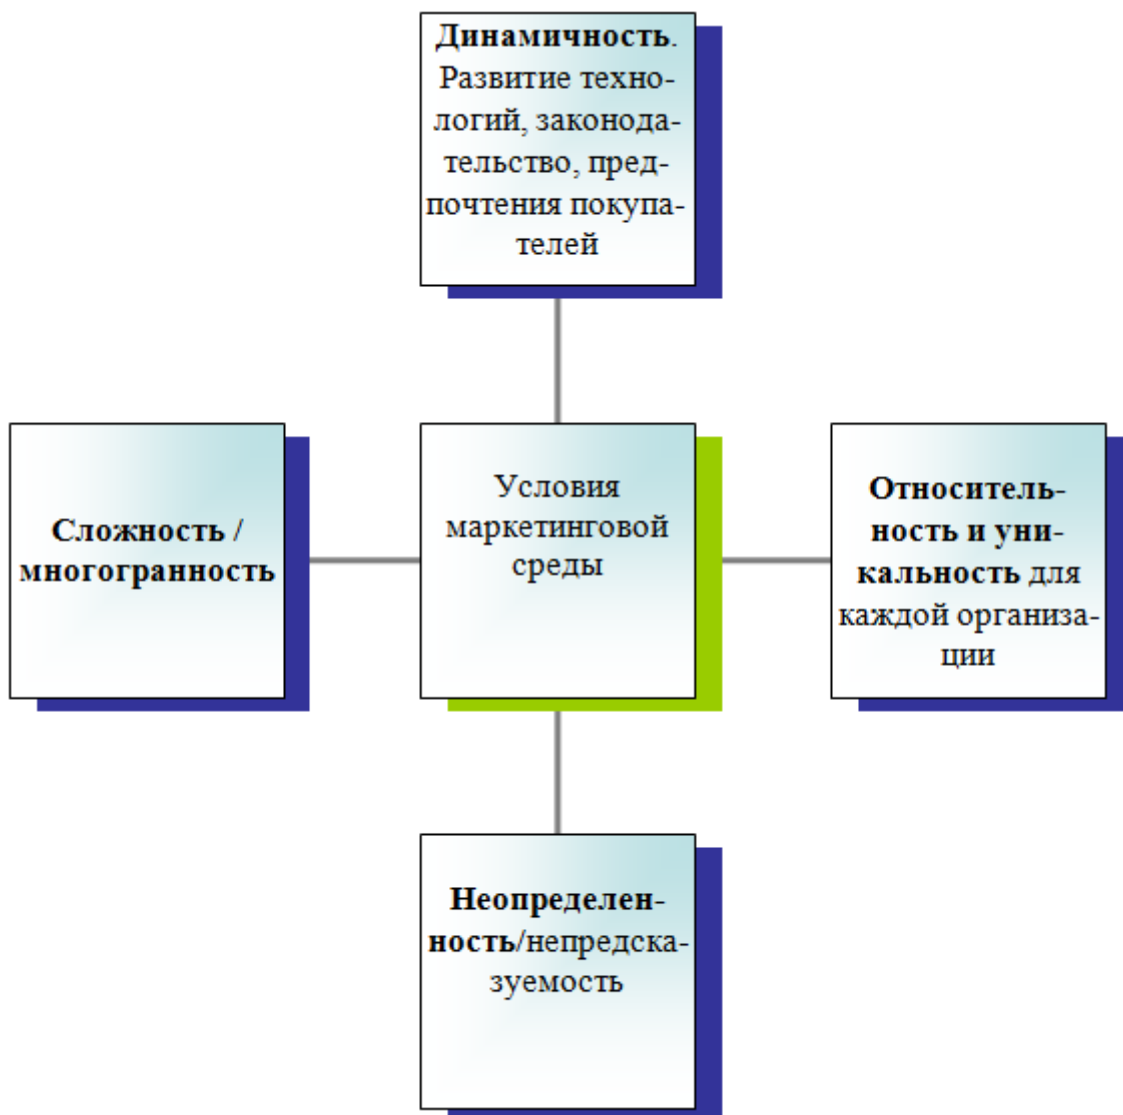 Динамичность.
Развитие техно-
логий, законода-
тельство, пред-
почтения покупа-
телей
Сложность /
многогранность
Условия
маркетинговой
среды
Относитель-
ность и уни-
кальность для
каждой организа-
ции
Неопределен-
ность/непредска-
зуемость